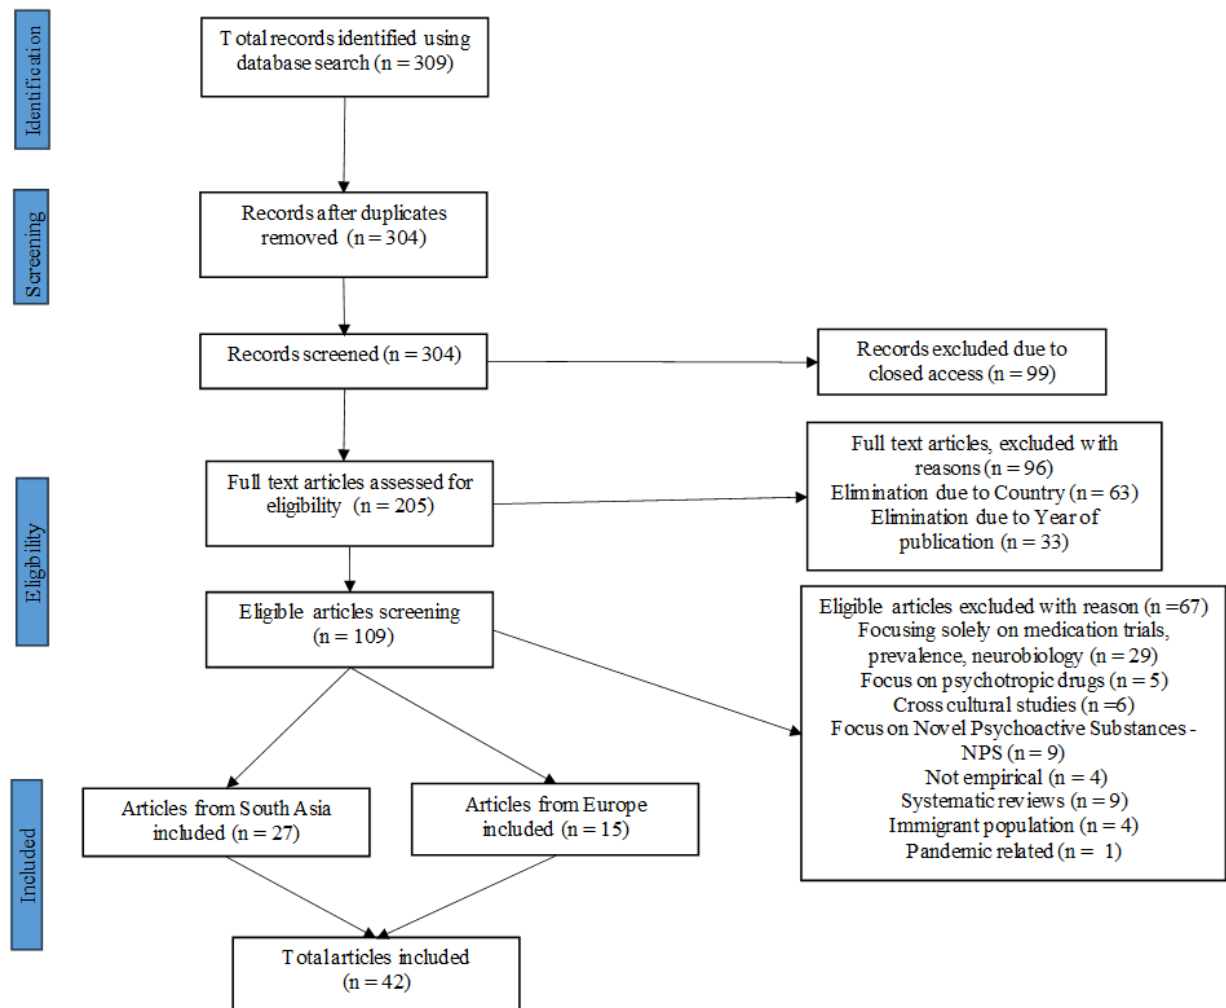 Identification
Total records identified using
database search (n = 309)
Screening
Records after duplicates
removed (n = 304)
Records screened (n = 304)
Records excluded due to
closed access (n = 99)
Eligibility
Full text articles assessed for
eligibility (n = 205)
Full text articles, excluded with
reasons (n = 96)
Elimination due to Country (n = 63)
Elimination due to Year of
publication (n = 33)
Eligible articles screening
(n = 109)
Eligible articles excluded with reason (n =67)
Focusing solely on medication trials,
prevalence, neurobiology (n = 29)
Focus on psychotropic drugs (n = 5)
Cross cultural studies (n =6)
Focus on Novel Psychoactive Substances -
NPS (n = 9)
Not empirical (n = 4)
Systematic reviews (n = 9)
Immigrant population (n = 4)
Pandemic related (n = 1)
Included
Articles from South Asia
included (n = 27)
Articles from Europe
included (n = 15)
Total articles included
(n = 42)